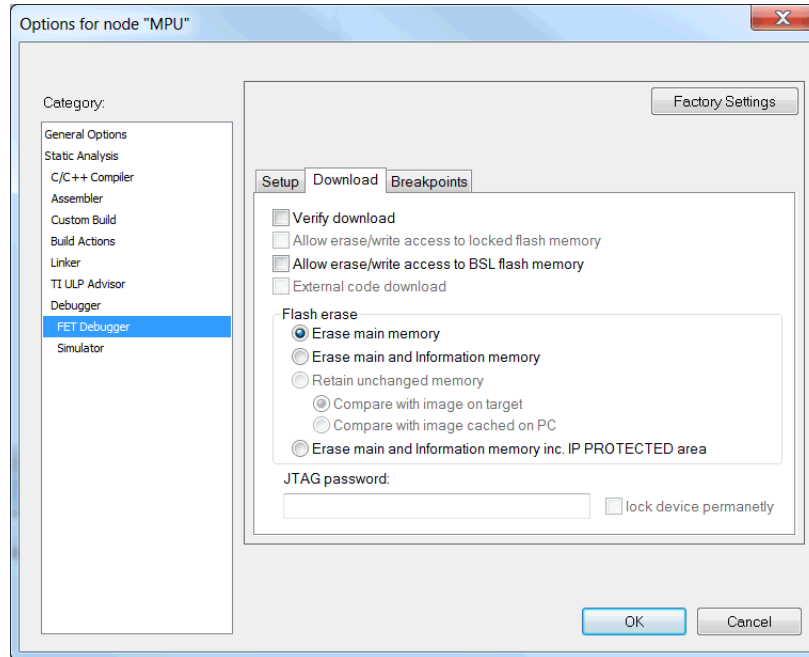 Options for node "MPU"
X
Category:
Factory Settings
General Options
Static Analysis
C/C++ Compiler
Assembler
Custom Build
Build Actions
Linker
TI ULP Advisor
Debugger
FET Debugger
Simulator
Setup Download Breakpoints
Verify download
Allow erase/write access to locked flash memory
Allow erase/write access to BSL flash memory
External code download
Flash erase
Erase main memory
Erase main and Information memory
Retain unchanged memory
Compare with image on target
Compare with image cached on PC
Erase main and Information memory inc. IP PROTECTED area
JTAG password:
lock device permanetly
OK Cancel